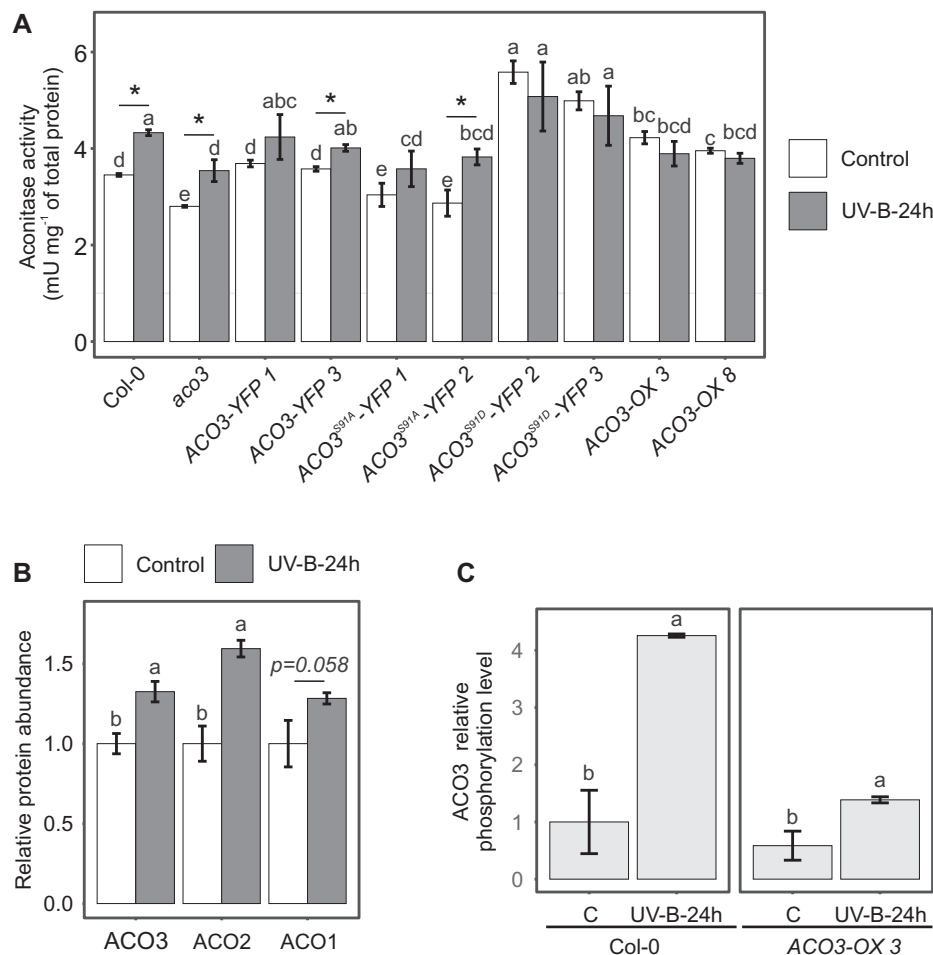 A
Aconitase activity
(mU mg⁻¹ of total protein)
6
4
2
0
*
*
*
*
d
a
e
d
d
abc
d
ab
e
cd
e
bcd
a
a
ab
a
bc
bcd
c
bcd
Control
UV-B-24h
Col-0
aco3
ACO3-YFP 1
ACO3-YFP 3
ACO3ˢ⁹¹ᴬ-YFP 1
ACO3ˢ⁹¹ᴬ-YFP 2
ACO3ˢ⁹¹ᴰ-YFP 2
ACO3ˢ⁹¹ᴰ-YFP 3
ACO3-OX 3
ACO3-OX 8
B
Control
UV-B-24h
Relative protein abundance
1.5
1.0
0.5
0.0
b
a
b
a
p=0.058
ACO3
ACO2
ACO1
C
ACO3 relative
phosphorylation level
4
4
2
1
0
b
a
b
a
C
UV-B-24h
C
UV-B-24h
Col-0
ACO3-OX 3